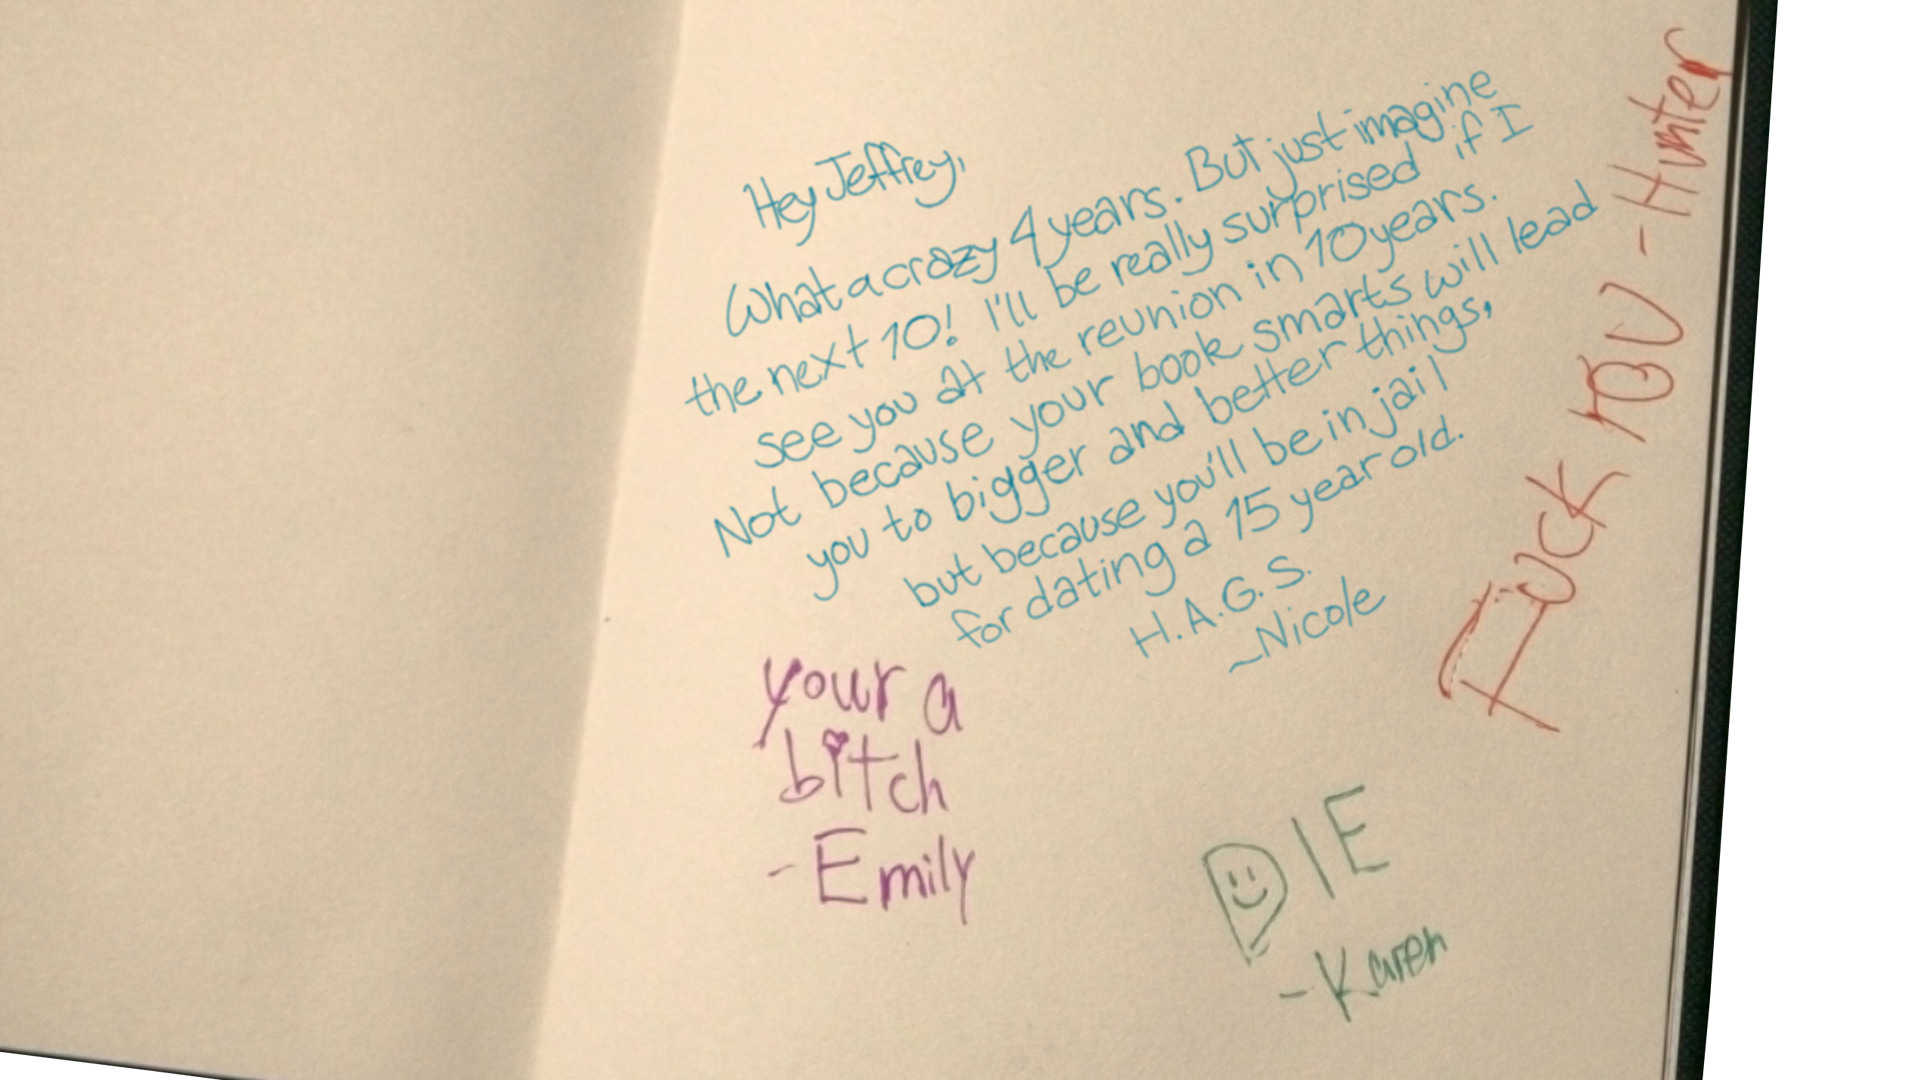 Hey Jeffrey,
What a crazy 4 years. But just imagine
the next 10! I'll be really surprised if I
see you at the reunion in 10 years.
Not because your book smarts will lead
you to bigger and better things,
but because you'll be in jail
for dating a 15 year old.
H.A.G.S.
~Nicole
Fuck YOU - Hunter
your a
bitch
- Emily
DIE
- Karen